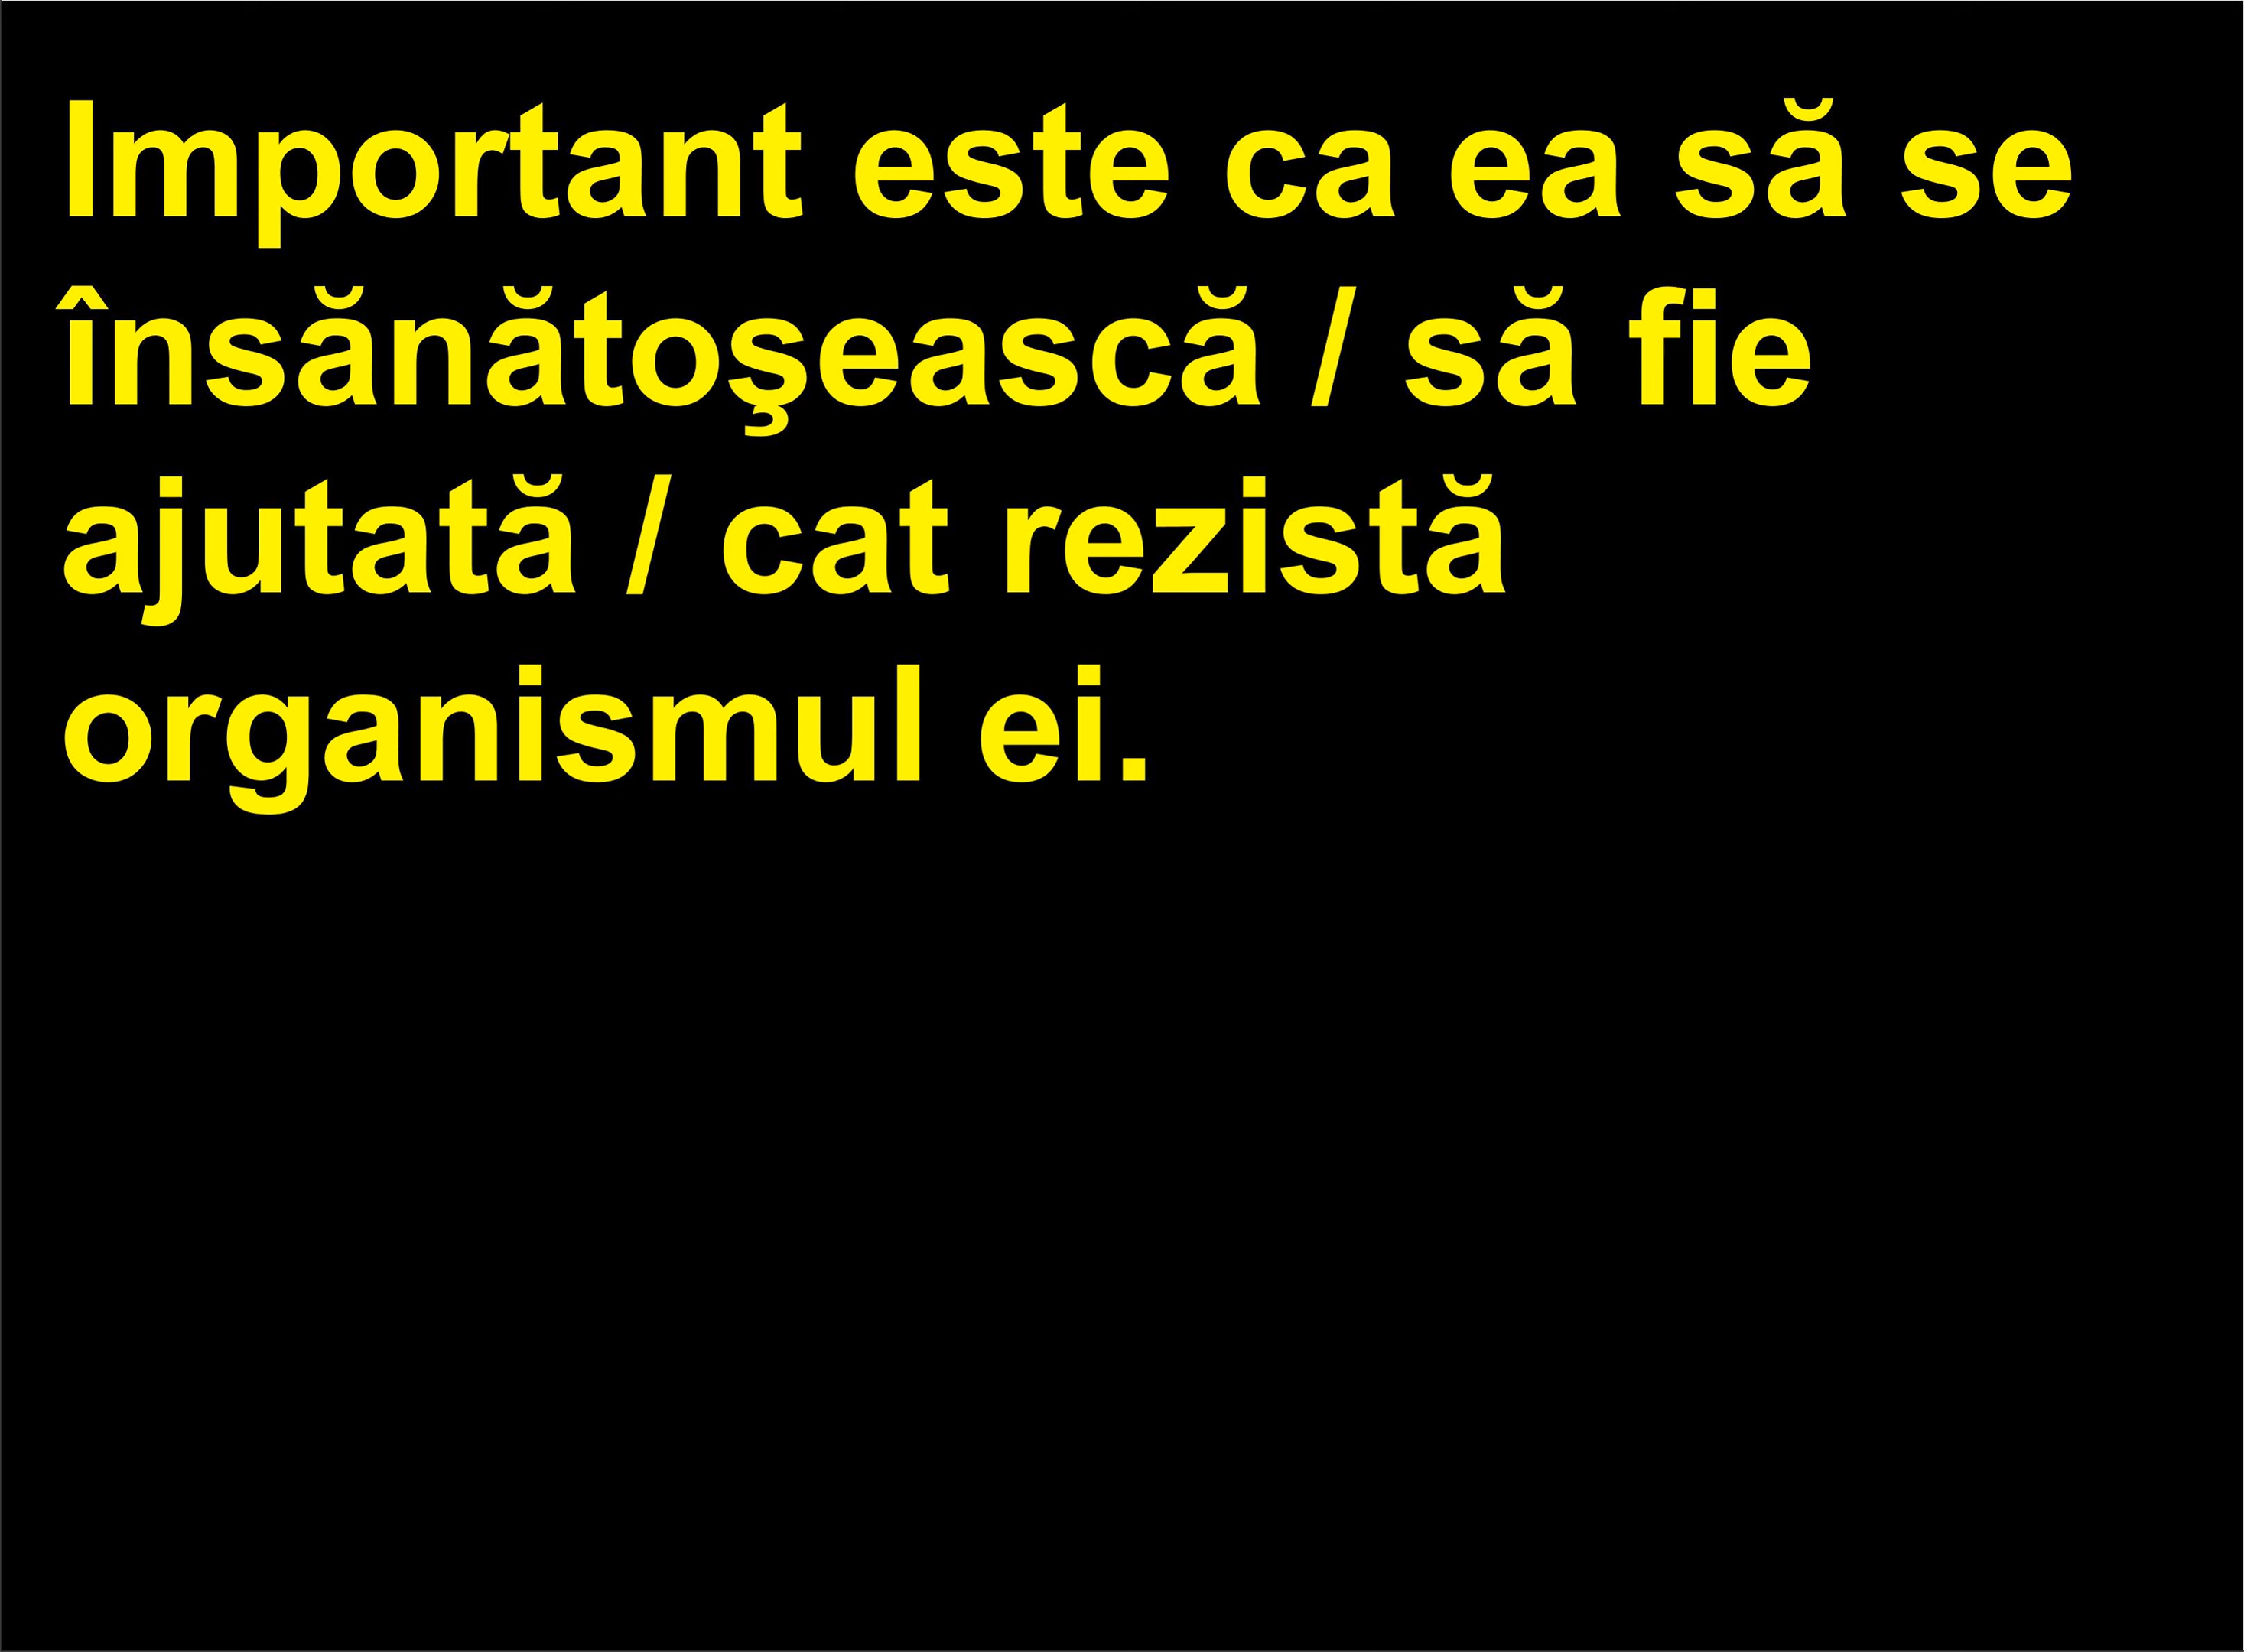 Important este ca ea să se
însănătoşească / să fie
ajutată / cat rezistă
organismul ei.